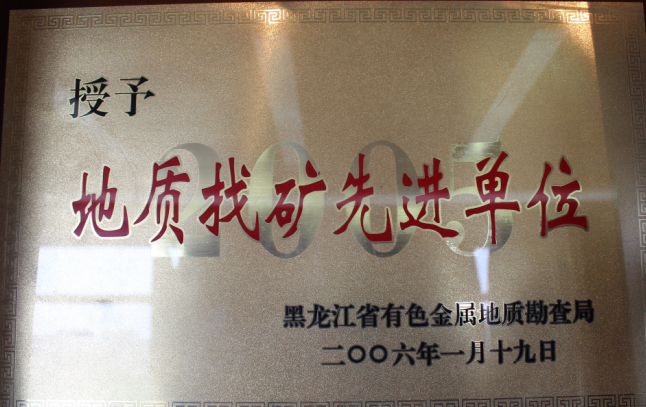 授予
2005
地质找矿先进单位
黑龙江省有色金属地质勘查局
二〇〇六年一月十九日